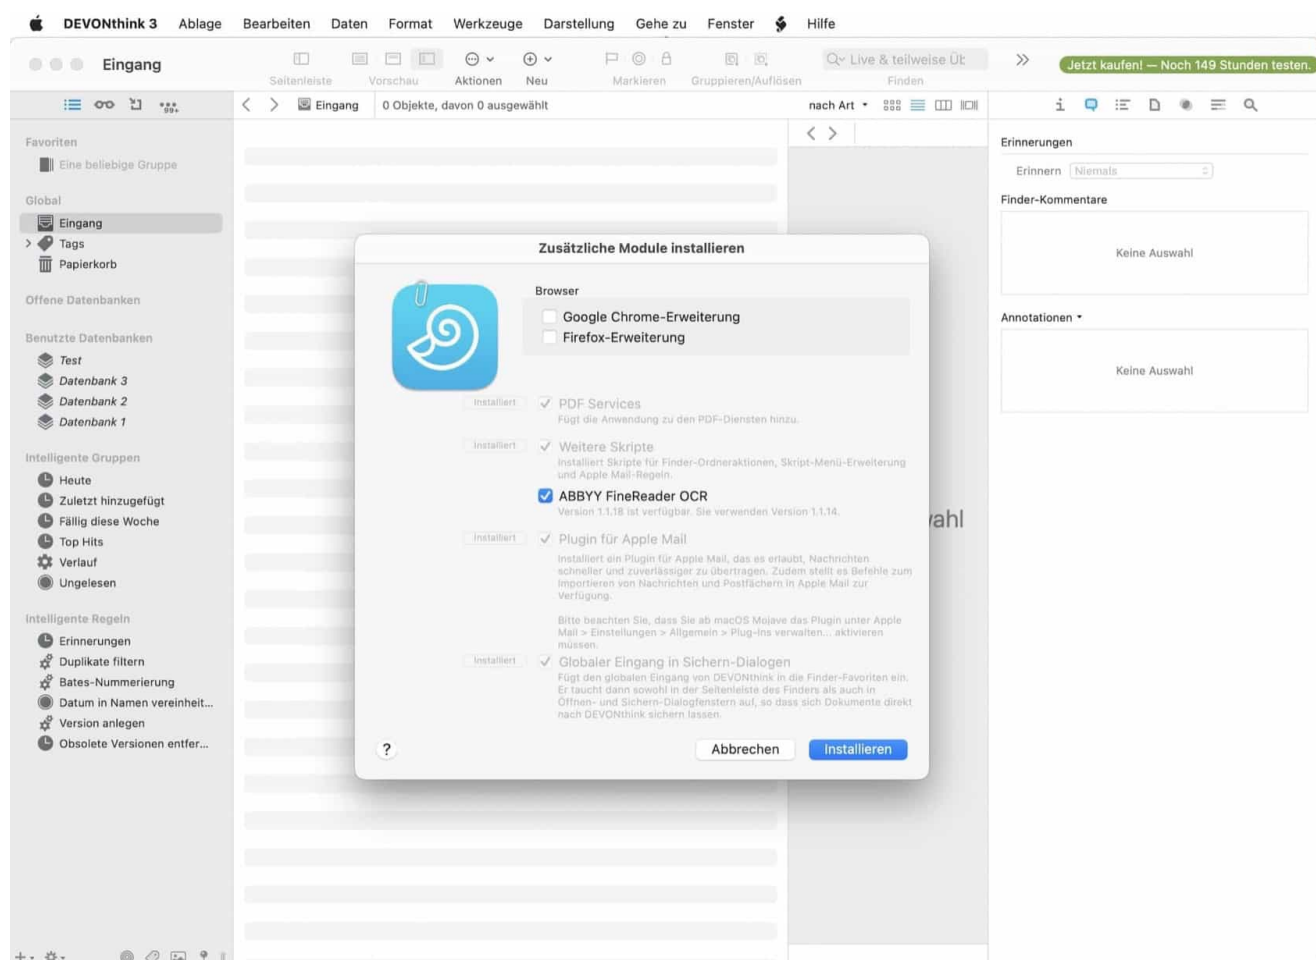 DEVONthink 3 Ablage Bearbeiten Daten Format Werkzeuge Darstellung Gehe zu Fenster Hilfe
Eingang
Seitenleiste Vorschau Aktionen Neu Markieren Gruppieren/Auflösen Finden
Live & teilweise Üb
Jetzt kaufen! — Noch 149 Stunden testen.
99+
Eingang 0 Objekte, davon 0 ausgewählt nach Art
Favoriten
Eine beliebige Gruppe
Global
Eingang
Tags
Papierkorb
Offene Datenbanken
Benutzte Datenbanken
Test
Datenbank 3
Datenbank 2
Datenbank 1
Intelligente Gruppen
Heute
Zuletzt hinzugefügt
Fällig diese Woche
Top Hits
Verlauf
Ungelesen
Intelligente Regeln
Erinnerungen
Duplikate filtern
Bates-Nummerierung
Datum in Namen vereinheit...
Version anlegen
Obsolete Versionen entfer...
Zusätzliche Module installieren
Browser
Google Chrome-Erweiterung
Firefox-Erweiterung
Installiert PDF Services
Fügt die Anwendung zu den PDF-Diensten hinzu.
Installiert Weitere Skripte
Installiert Skripte für Finder-Ordneraktionen, Skript-Menü-Erweiterung
und Apple Mail-Regeln.
ABBYY FineReader OCR
Version 1.1.18 ist verfügbar. Sie verwenden Version 1.1.14.
Installiert Plugin für Apple Mail
Installiert ein Plugin für Apple Mail, das es erlaubt, Nachrichten
schneller und zuverlässiger zu übertragen. Zudem stellt es Befehle zum
Importieren von Nachrichten und Postfächern in Apple Mail zur
Verfügung.
Bitte beachten Sie, dass Sie ab macOS Mojave das Plugin unter Apple
Mail > Einstellungen > Allgemein > Plug-ins verwalten... aktivieren
müssen.
Installiert Globaler Eingang in Sichern-Dialogen
Fügt den globalen Eingang von DEVONthink in die Finder-Favoriten ein.
Er taucht dann sowohl in der Seitenleiste des Finders als auch in
Öffnen- und Sichern-Dialogfenstern auf, so dass sich Dokumente direkt
nach DEVONthink sichern lassen.
? Abbrechen Installieren
vahl
Erinnerungen
Erinnern Niemals
Finder-Kommentare
Keine Auswahl
Annotationen
Keine Auswahl